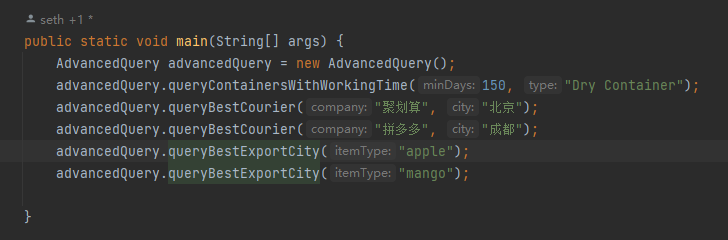 seth +1 *
public static void main(String[] args) {
AdvancedQuery advancedQuery = new AdvancedQuery();
advancedQuery.queryContainersWithWorkingTime( minDays: 150, type: "Dry Container");
advancedQuery.queryBestCourier( company: "聚划算", city: "北京");
advancedQuery.queryBestCourier( company: "拼多多", city: "成都");
advancedQuery.queryBestExportCity( itemType: "apple");
advancedQuery.queryBestExportCity( itemType: "mango");
}